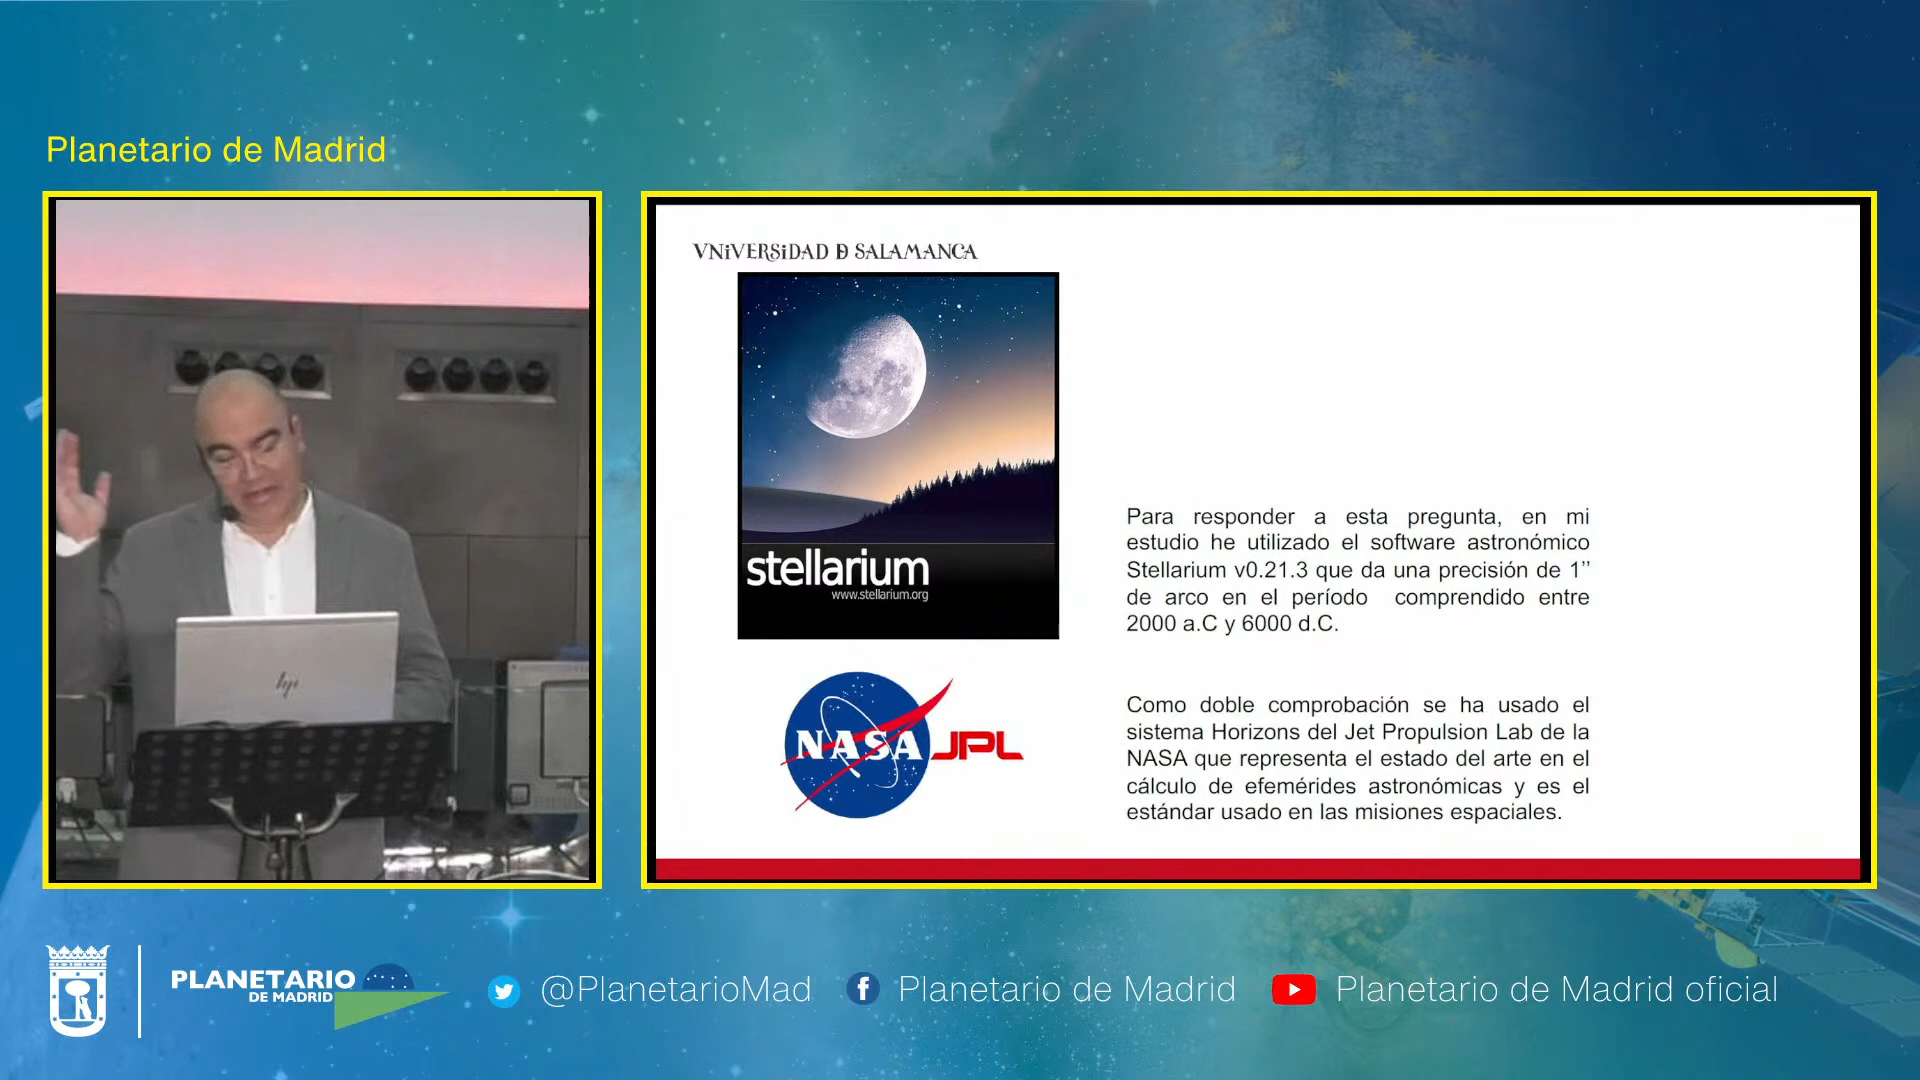 Planetario de Madrid
VNiVERSiDAD D SALAMANCA
stellarium
www.stellarium.org
Para responder a esta pregunta, en mi
estudio he utilizado el software astronómico
Stellarium v0.21.3 que da una precisión de 1’’
de arco en el período comprendido entre
2000 a.C y 6000 d.C.
NASA JPL
Como doble comprobación se ha usado el
sistema Horizons del Jet Propulsion Lab de la
NASA que representa el estado del arte en el
cálculo de efemérides astronómicas y es el
estándar usado en las misiones espaciales.
hp
PLANETARIO
DE MADRID
@PlanetarioMad
Planetario de Madrid
Planetario de Madrid oficial